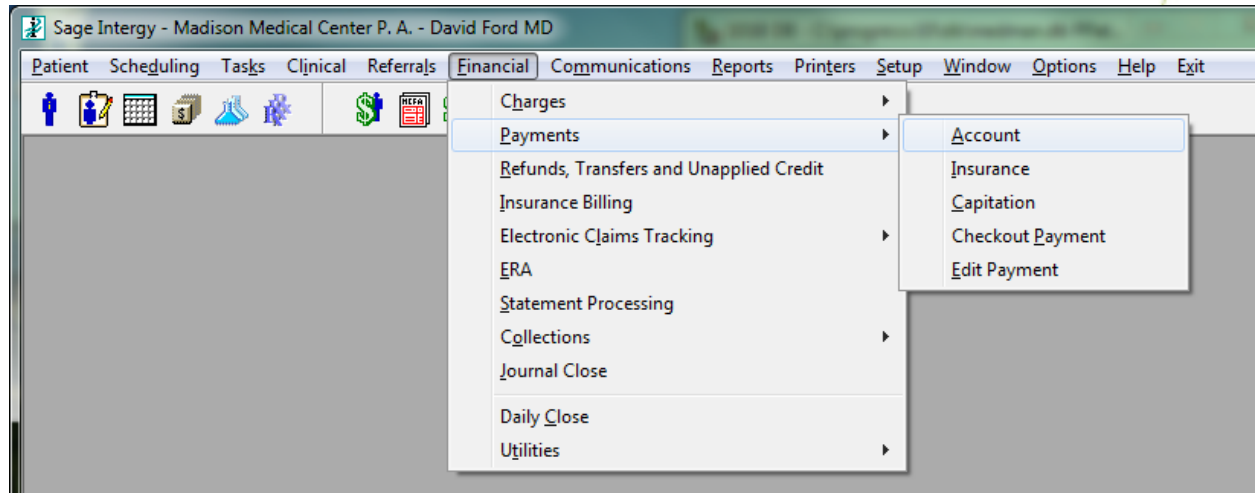 Sage Intergy - Madison Medical Center P. A. - David Ford MD
Patient Scheduling Tasks Clinical Referrals Financial Communications Reports Printers Setup Window Options Help Exit
HCFA
Charges
Payments
Refunds, Transfers and Unapplied Credit
Insurance Billing
Electronic Claims Tracking
ERA
Statement Processing
Collections
Journal Close
Daily Close
Utilities
Account
Insurance
Capitation
Checkout Payment
Edit Payment